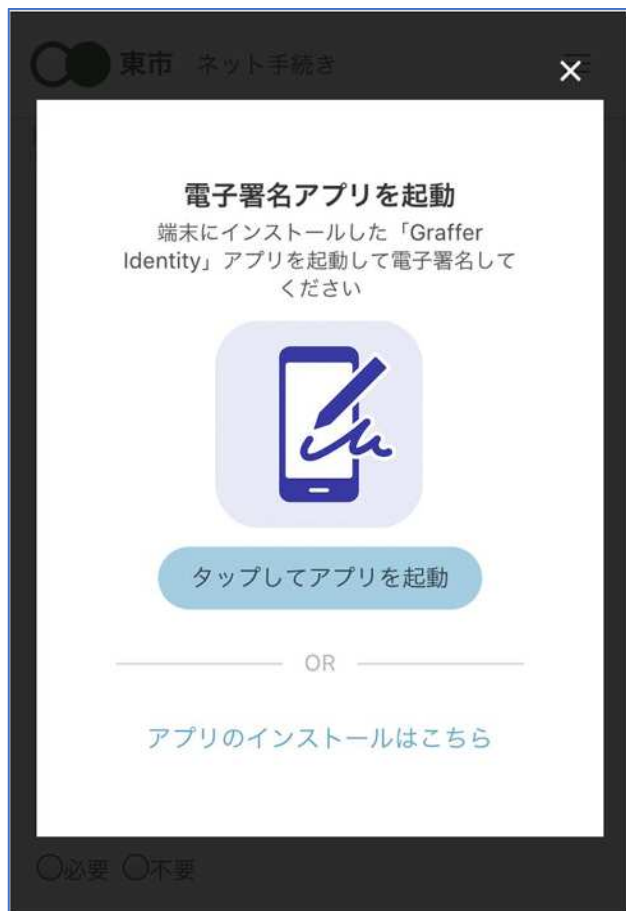 東市 ネット手続き
×
電子署名アプリを起動
端末にインストールした「Graffer
Identity」アプリを起動して電子署名して
ください
タップしてアプリを起動
OR
アプリのインストールはこちら
〇必要 〇不要